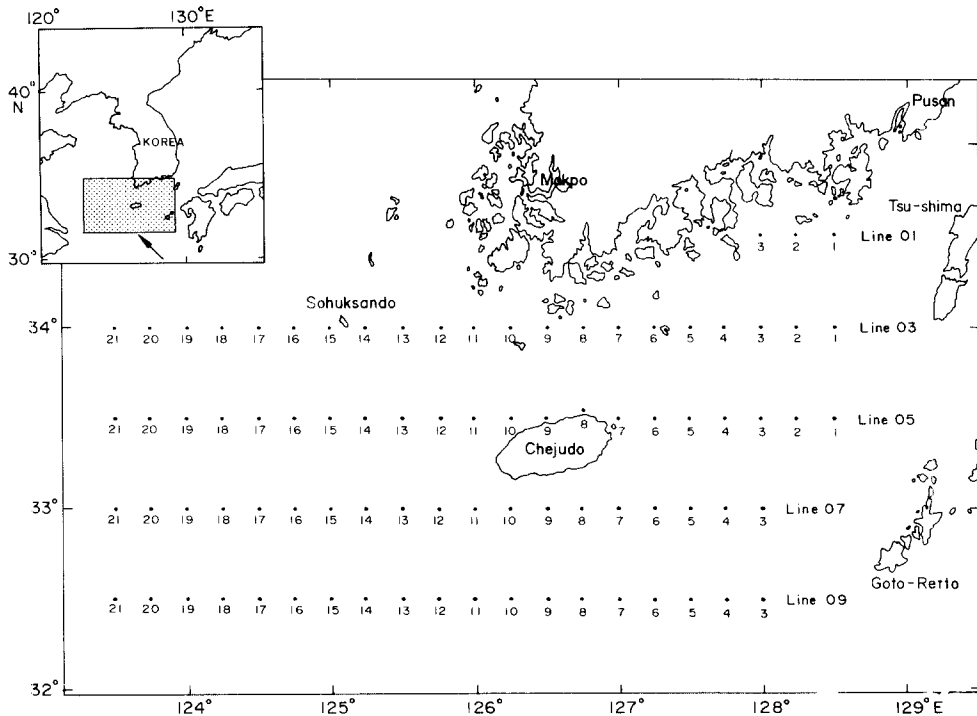 120° 130°E
40°
N
KOREA
30°
Pusan
Mokpo
Tsu-shima
3 2 1 Line 01
Sohuksando
34°
21 20 19 18 17 16 15 14 13 12 11 10 9 8 7 6 5 4 3 2 1 Line 03
21 20 19 18 17 16 15 14 13 12 11 10 9 8 7 6 5 4 3 2 1 Line 05
Chejudo
33°
21 20 19 18 17 16 15 14 13 12 11 10 9 8 7 6 5 4 3 Line 07
Goto-Retto
21 20 19 18 17 16 15 14 13 12 11 10 9 8 7 6 5 4 3 Line 09
32°
124° 125° 126° 127° 128° 129°E